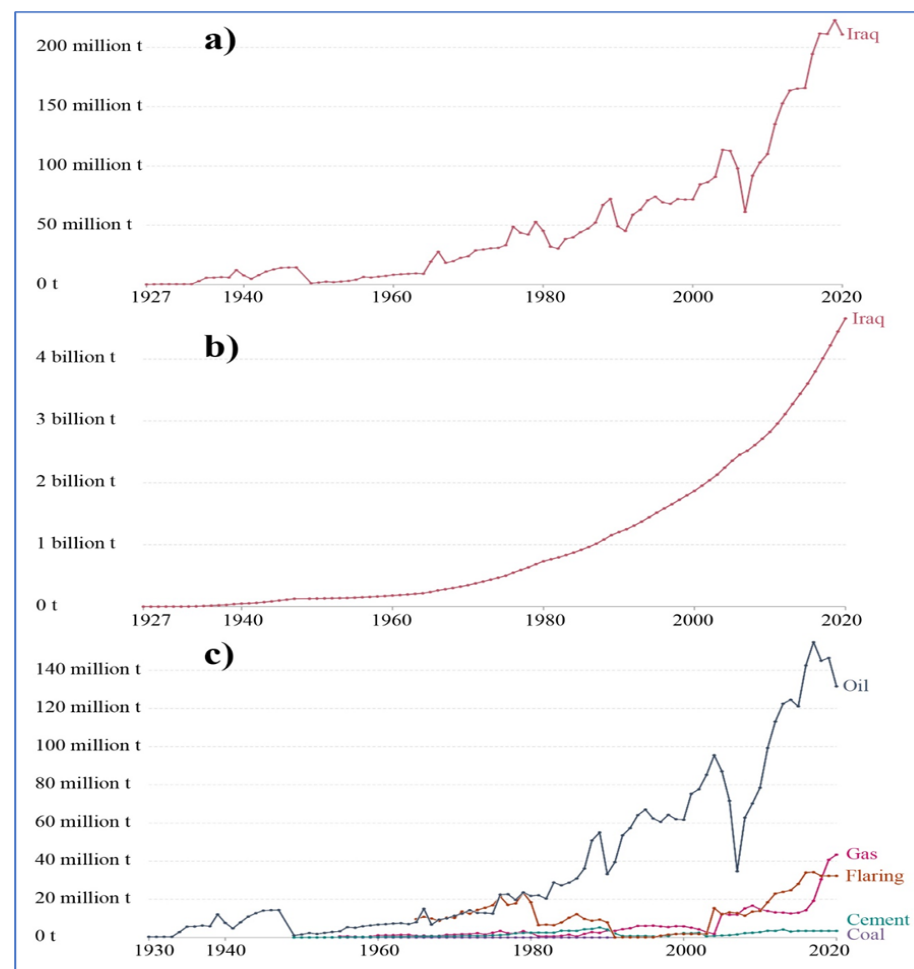 a)
200 million t
Iraq
150 million t
100 million t
50 million t
0 t
1927 1940 1960 1980 2000 2020
b)
Iraq
4 billion t
3 billion t
2 billion t
1 billion t
0 t
1927 1940 1960 1980 2000 2020
c)
140 million t
Oil
120 million t
100 million t
80 million t
60 million t
40 million t
Gas
Flaring
20 million t
Cement
Coal
0 t
1930 1940 1960 1980 2000 2020